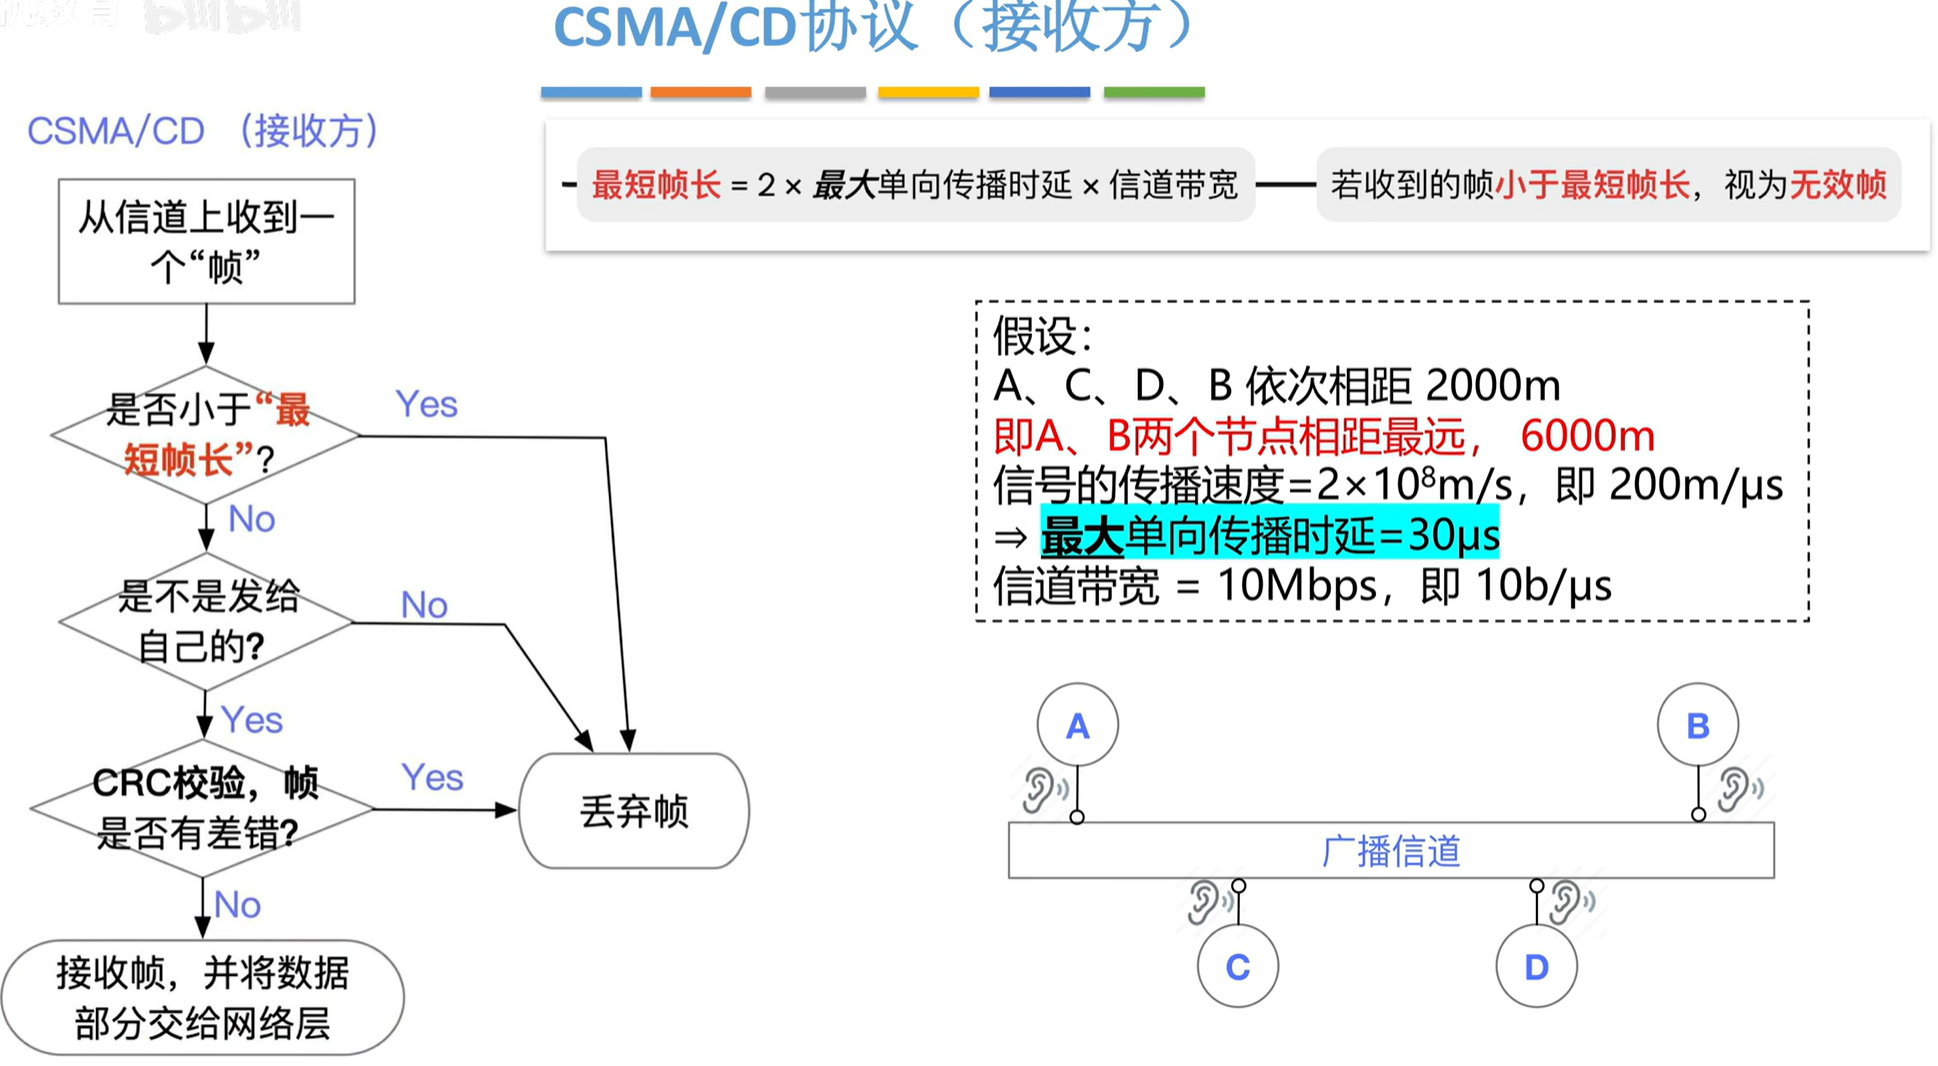 CSMA/CD协议（接收方）
CSMA/CD （接收方）
最短帧长 = 2 × 最大单向传播时延 × 信道带宽
若收到的帧小于最短帧长，视为无效帧
从信道上收到一
个“帧”
是否小于“最
短帧长”?
Yes
No
是不是发给
自己的?
No
Yes
CRC校验，帧
是否有差错?
Yes
No
丢弃帧
接收帧，并将数据
部分交给网络层
假设：
A、C、D、B 依次相距 2000m
即A、B两个节点相距最远， 6000m
信号的传播速度=2×10⁸m/s，即 200m/μs
⇒ 最大单向传播时延=30μs
信道带宽 = 10Mbps，即 10b/μs
A
B
广播信道
C
D
教育 bilibili